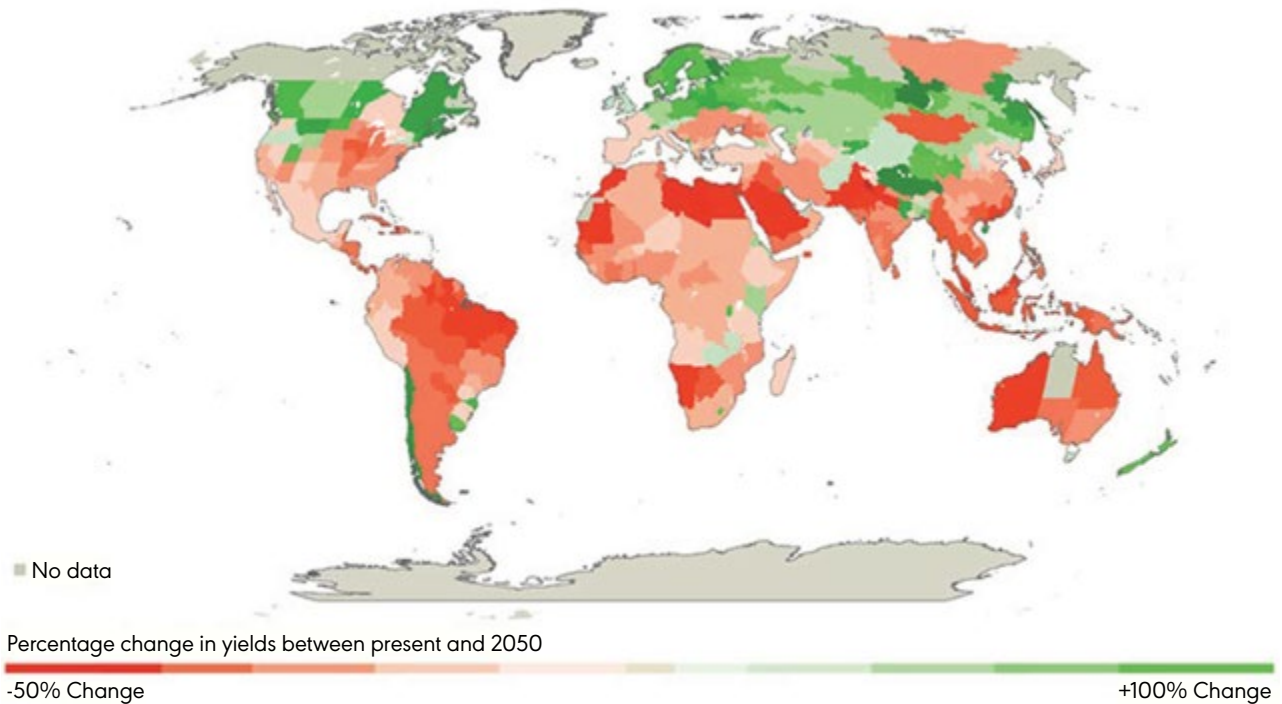 No data
Percentage change in yields between present and 2050
-50% Change
+100% Change